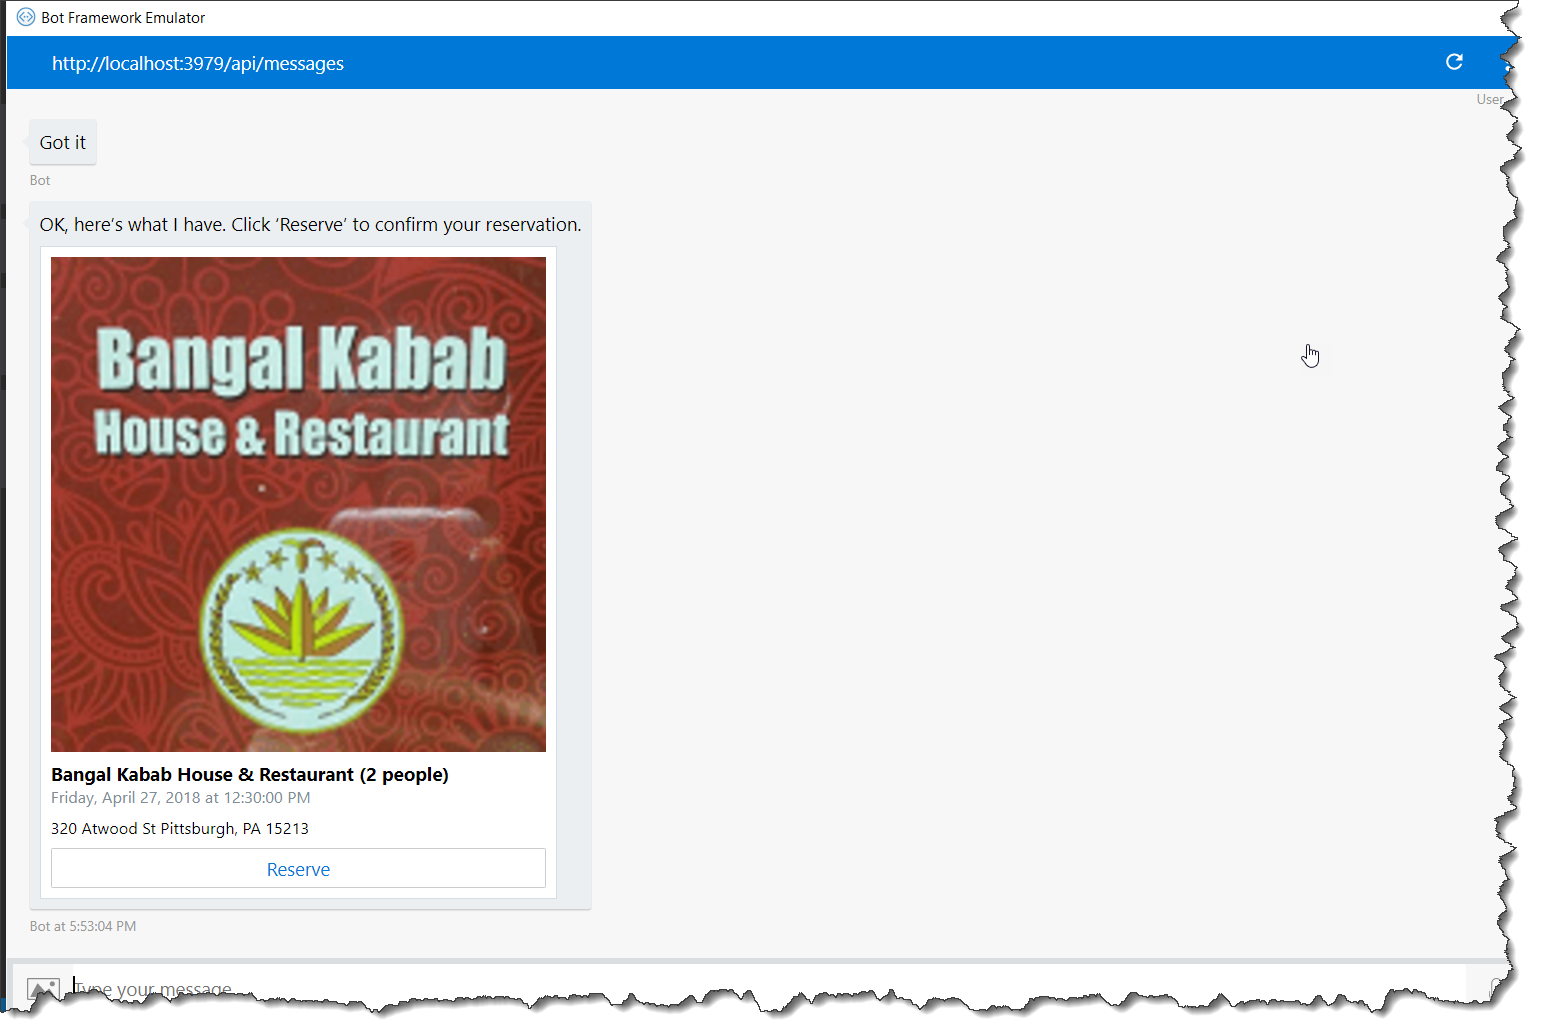 Bot Framework Emulator
http://localhost:3979/api/messages
User
Got it
Bot
OK, here's what I have. Click ‘Reserve’ to confirm your reservation.
Bangal Kabab
House & Restaurant
Bangal Kabab House & Restaurant (2 people)
Friday, April 27, 2018 at 12:30:00 PM
320 Atwood St Pittsburgh, PA 15213
Reserve
Bot at 5:53:04 PM
Type your message